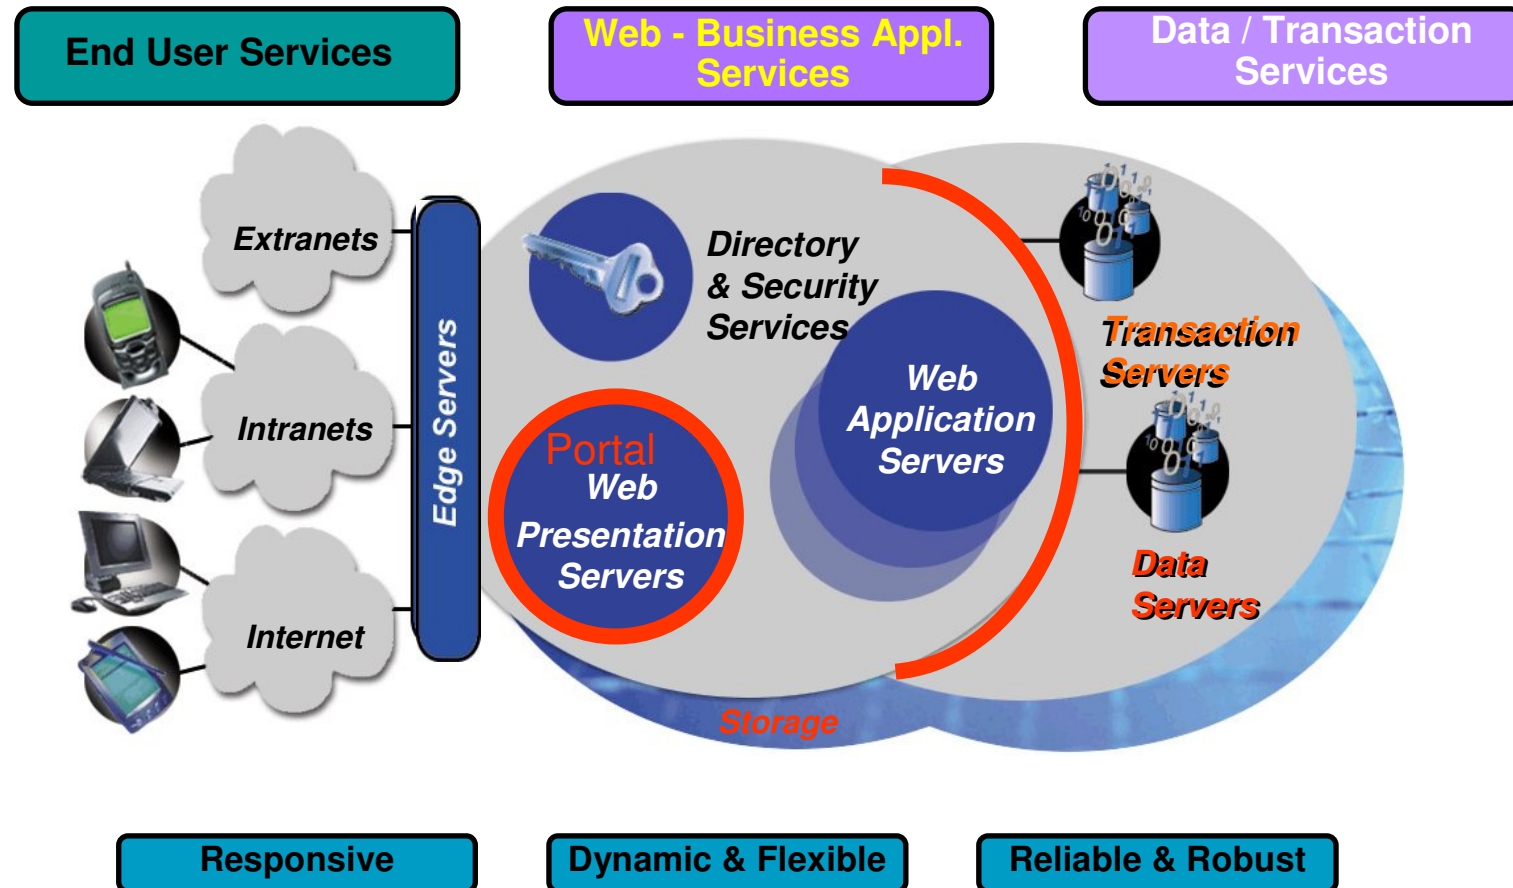 End User Services
Web - Business Appl.
Services
Data / Transaction
Services
Extranets
Intranets
Internet
Edge Servers
Directory
& Security
Services
Portal
Web
Presentation
Servers
Web
Application
Servers
Transaction
Servers
Data
Servers
Storage
Responsive
Dynamic & Flexible
Reliable & Robust